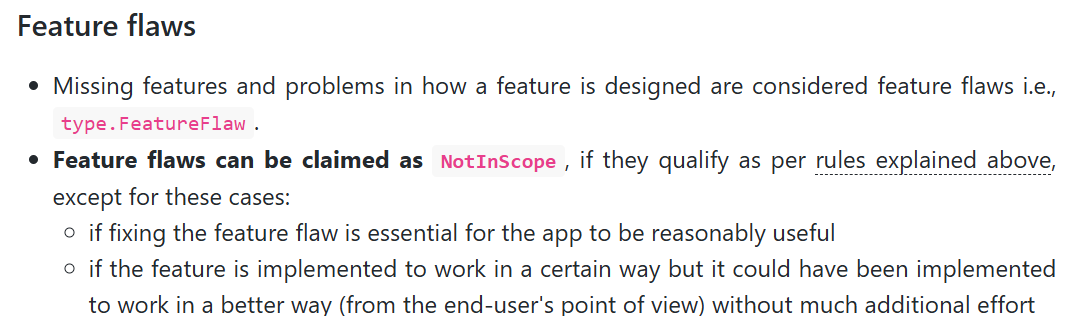 Feature flaws
Missing features and problems in how a feature is designed are considered feature flaws i.e.,
type.FeatureFlaw .
Feature flaws can be claimed as NotInScope , if they qualify as per rules explained above,
except for these cases:
if fixing the feature flaw is essential for the app to be reasonably useful
if the feature is implemented to work in a certain way but it could have been implemented
to work in a better way (from the end-user's point of view) without much additional effort